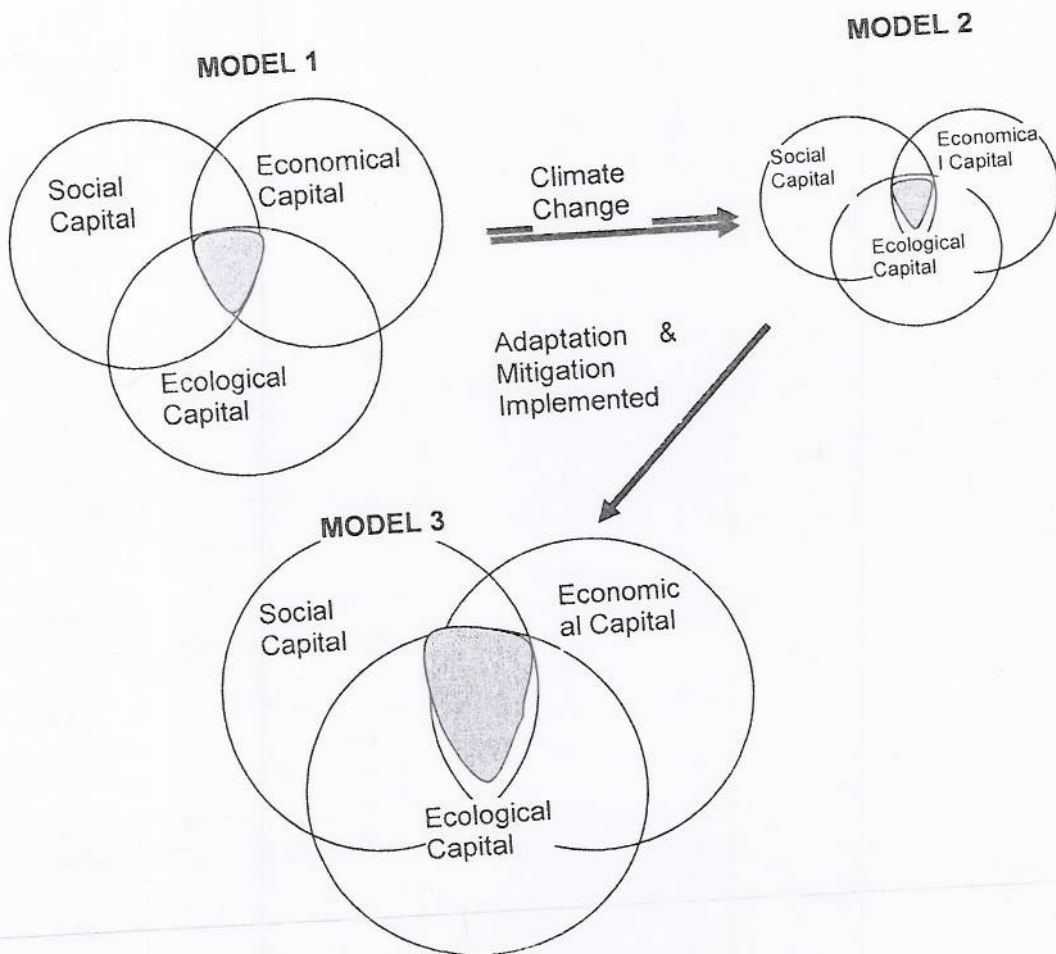 MODEL 1
Social
Capital
Economical
Capital
Ecological
Capital
Climate
Change
MODEL 2
Social
Capital
Economica
l Capital
Ecological
Capital
Adaptation &
Mitigation
Implemented
MODEL 3
Social
Capital
Economic
al Capital
Ecological
Capital